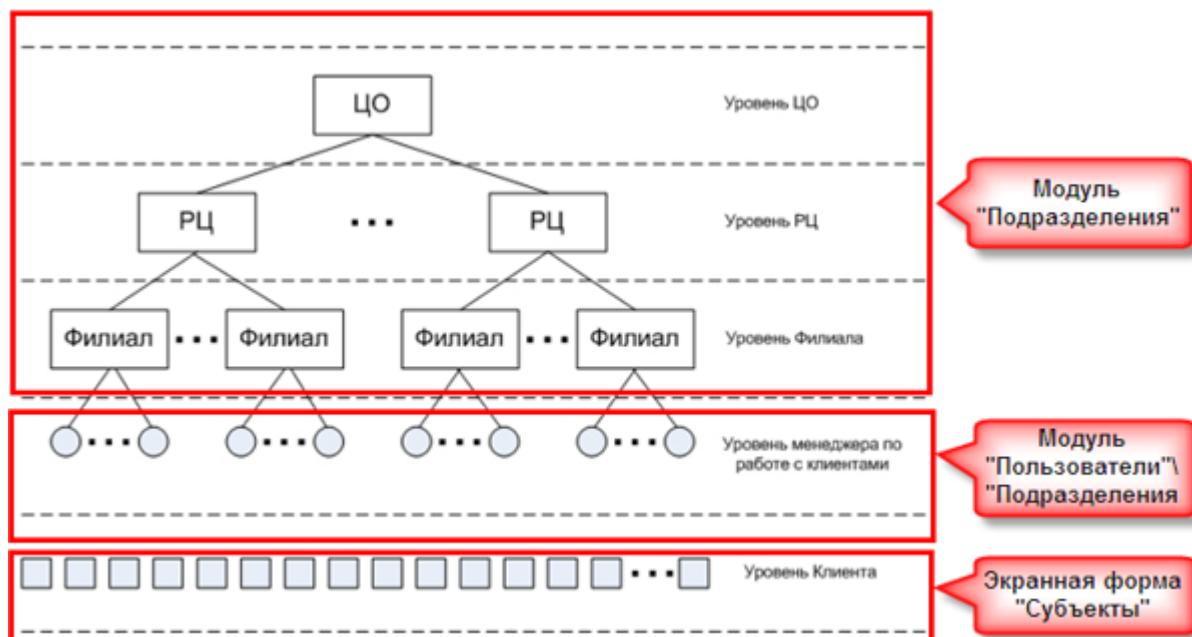 ЦО
Уровень ЦО
РЦ
...
РЦ
Уровень РЦ
Модуль
"Подразделения"
Филиал ... Филиал
Филиал ... Филиал
Уровень Филиала
... ... ... ...
Уровень менеджера по
работе с клиентами
Модуль
"Пользователи"\
"Подразделения
...
Уровень Клиента
Экранная форма
"Субъекты"